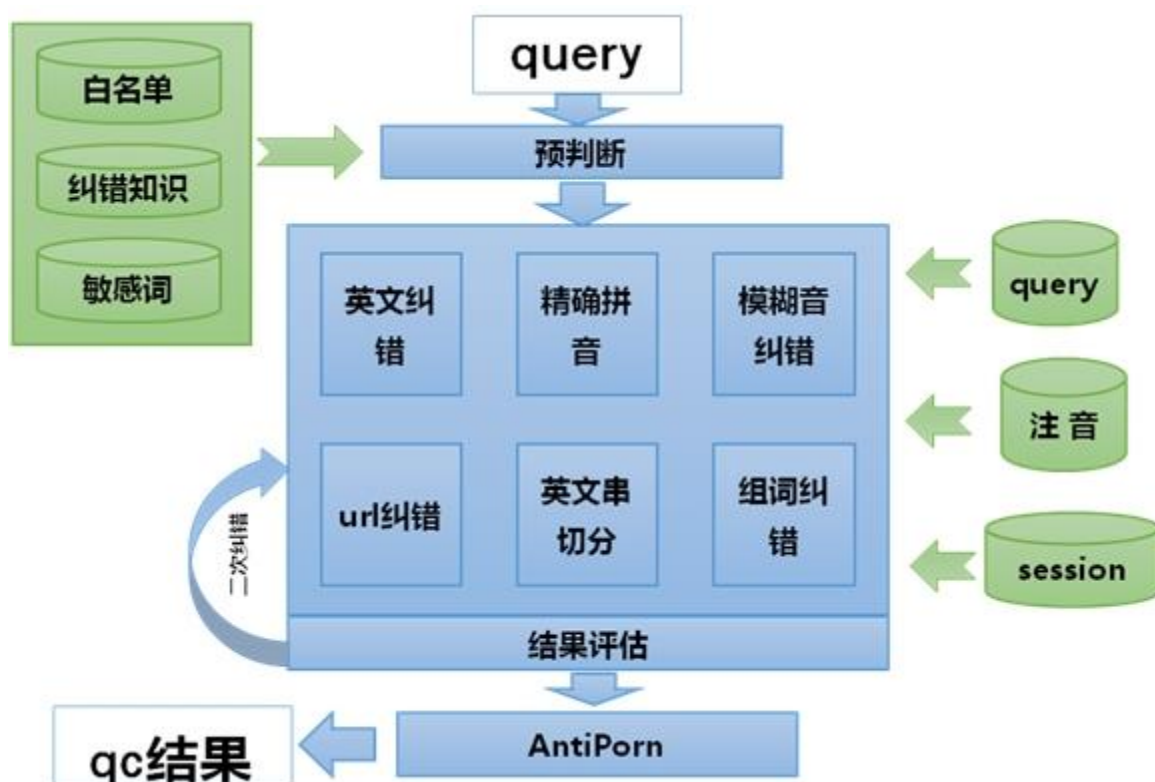 query
白名单
纠错知识
敏感词
预判断
英文纠
错
精确拼
音
模糊音
纠错
url纠错
英文串
切分
组词纠
错
query
注 音
session
二次纠错
结果评估
AntiPorn
qc结果